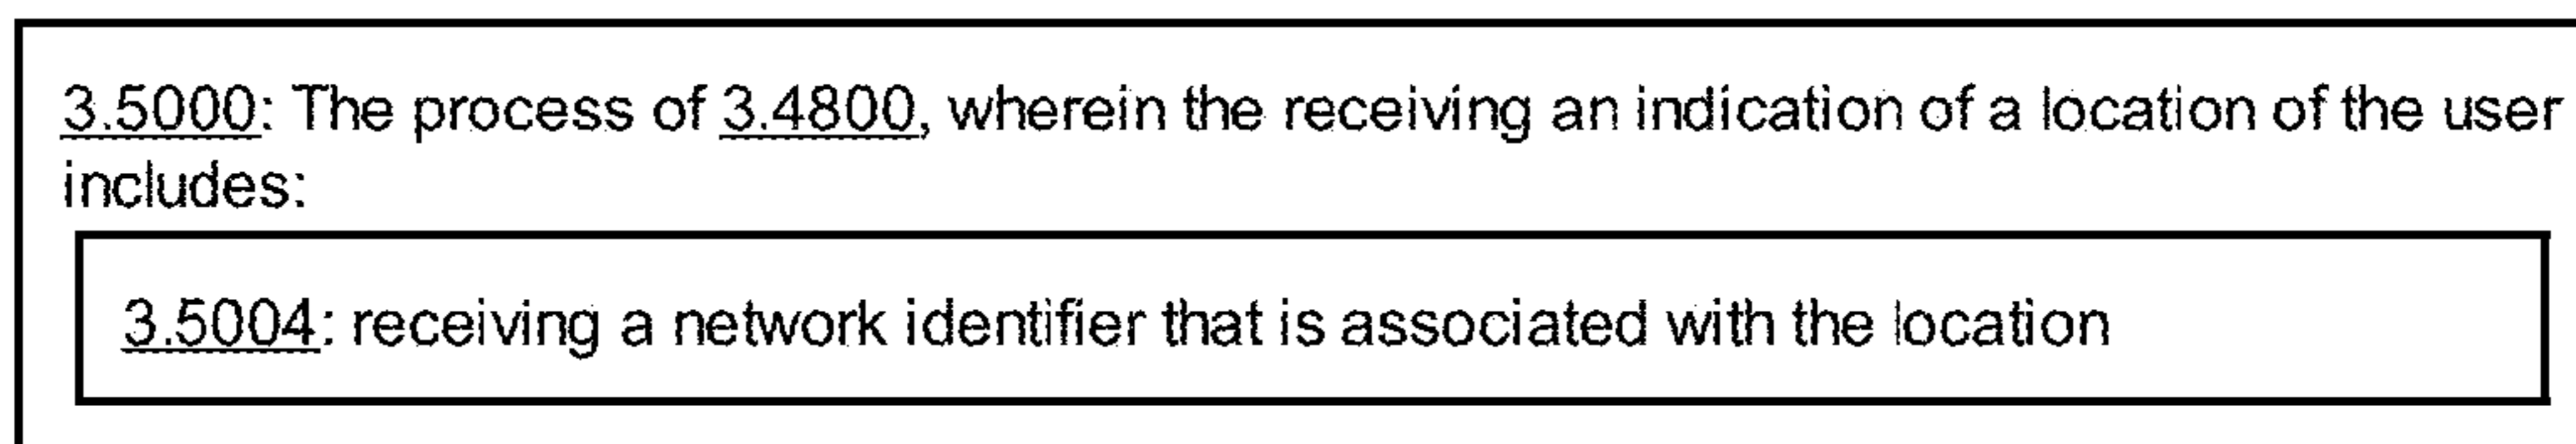 3.5000: The process of 3.4800, wherein the receiving an indication of a location of the user
includes:
3.5004: receiving a network identifier that is associated with the location